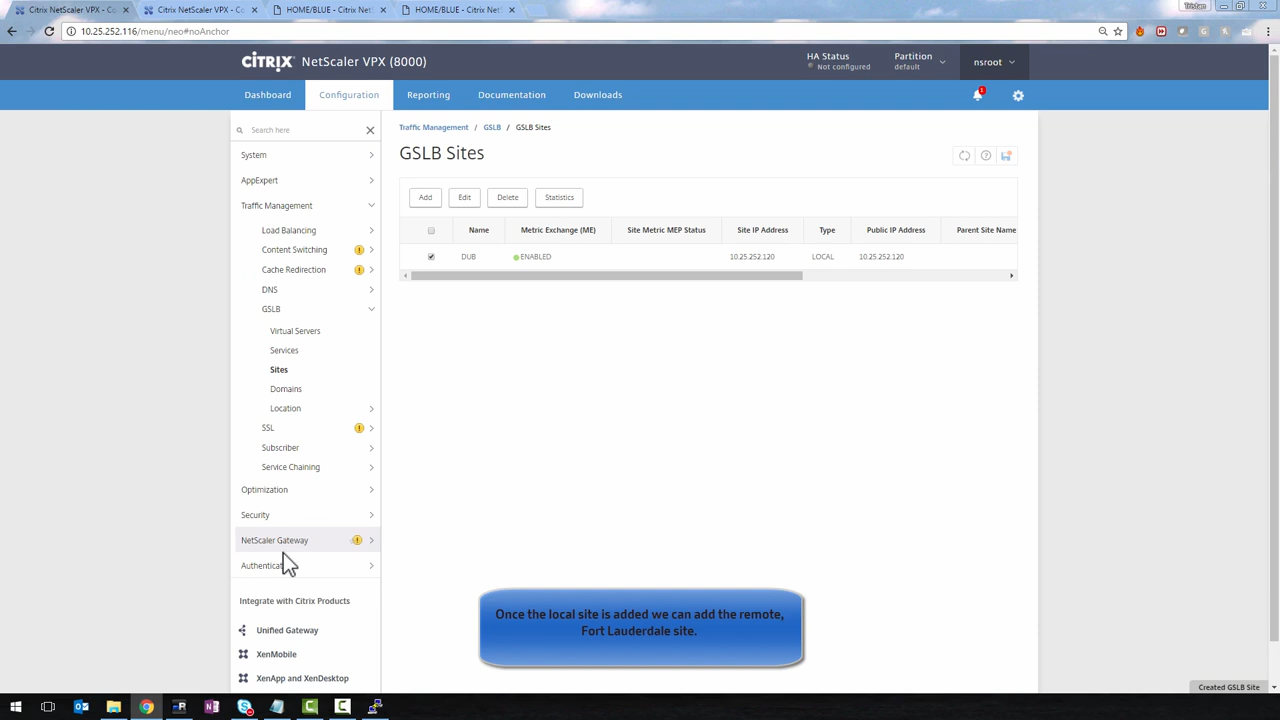 Tristan
Citrix NetScaler VPX - C
Citrix NetScaler VPX (80
HOME/BLUE - Citrix NetS
HOME/BLUE - Citrix NetS
10.25.252.116/menu/neo#noAnchor
CITRIX NetScaler VPX (8000)
HA Status
Not configured
Partition
default
nsroot
Dashboard
Configuration
Reporting
Documentation
Downloads
1
Search here
System
AppExpert
Traffic Management
Load Balancing
Content Switching
Cache Redirection
DNS
GSLB
Virtual Servers
Services
Sites
Domains
Location
SSL
Subscriber
Service Chaining
Optimization
Security
NetScaler Gateway
Authenticat
Integrate with Citrix Products
Unified Gateway
XenMobile
XenApp and XenDesktop
Traffic Management / GSLB / GSLB Sites
GSLB Sites
Add
Edit
Delete
Statistics
Name Metric Exchange (ME) Site Metric MEP Status Site IP Address Type Public IP Address Parent Site Name
DUB ENABLED 10.25.252.120 LOCAL 10.25.252.120
Once the local site is added we can add the remote,
Fort Lauderdale site.
Created GSLB Site